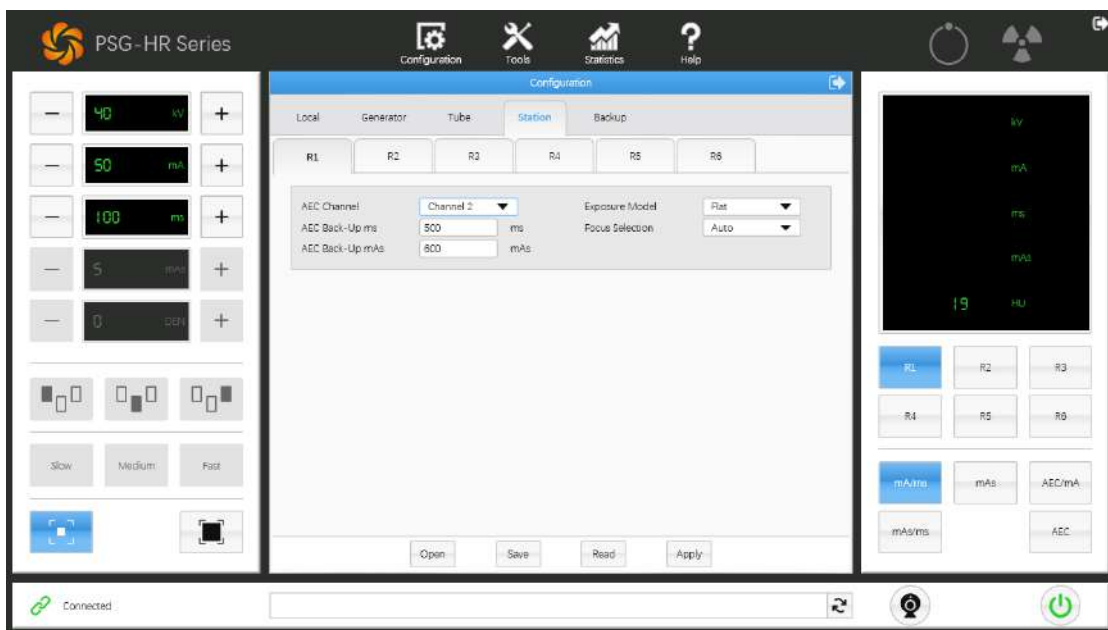 PSG-HR Series
Configuration
Tools
Statistics
Help
Configuration
Local Generator Tube Station Backup
R1 R2 R3 R4 R5 R6
AEC Channel Channel 2 Exposure Model Flat
AEC Back-Up ms 500 ms Focus Selection Auto
AEC Back-Up mAs 600 mAs
Open Save Read Apply
40 kV
50 mA
100 ms
5 mAs
0 DEN
Slow Medium Fast
kV
mA
ms
mAs
19 HU
R1 R2 R3
R4 R5 R6
mA/ms mAs AEC/mA
mAs/ms AEC
Connected